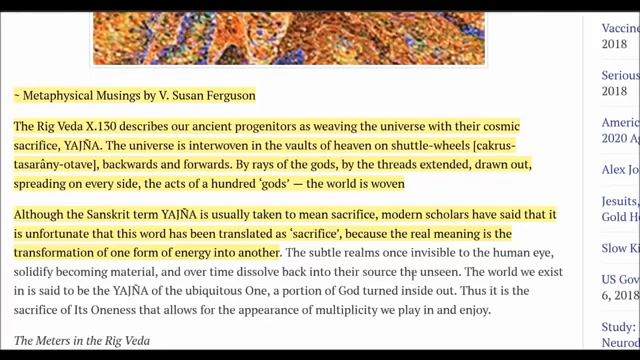 ~ Metaphysical Musings by V. Susan Ferguson
The Rig Veda X.130 describes our ancient progenitors as weaving the universe with their cosmic
sacrifice, YAJÑA. The universe is interwoven in the vaults of heaven on shuttle-wheels [cakrus-
tasarâny-otave], backwards and forwards. By rays of the gods, by the threads extended, drawn out,
spreading on every side, the acts of a hundred ‘gods’ — the world is woven
Although the Sanskrit term YAJÑA is usually taken to mean sacrifice, modern scholars have said that it
is unfortunate that this word has been translated as ‘sacrifice’, because the real meaning is the
transformation of one form of energy into another. The subtle realms once invisible to the human eye,
solidify becoming material, and over time dissolve back into their source the unseen. The world we exist
in is said to be the YAJÑA of the ubiquitous One, a portion of God turned inside out. Thus it is the
sacrifice of Its Oneness that allows for the appearance of multiplicity we play in and enjoy.
The Meters in the Rig Veda
Vaccine
2018
Serious
2018
Americ
2020 Ag
Alex Jo
Jesuits,
Gold H
Slow Ki
US Gov
6, 2018
Study:
Neurod